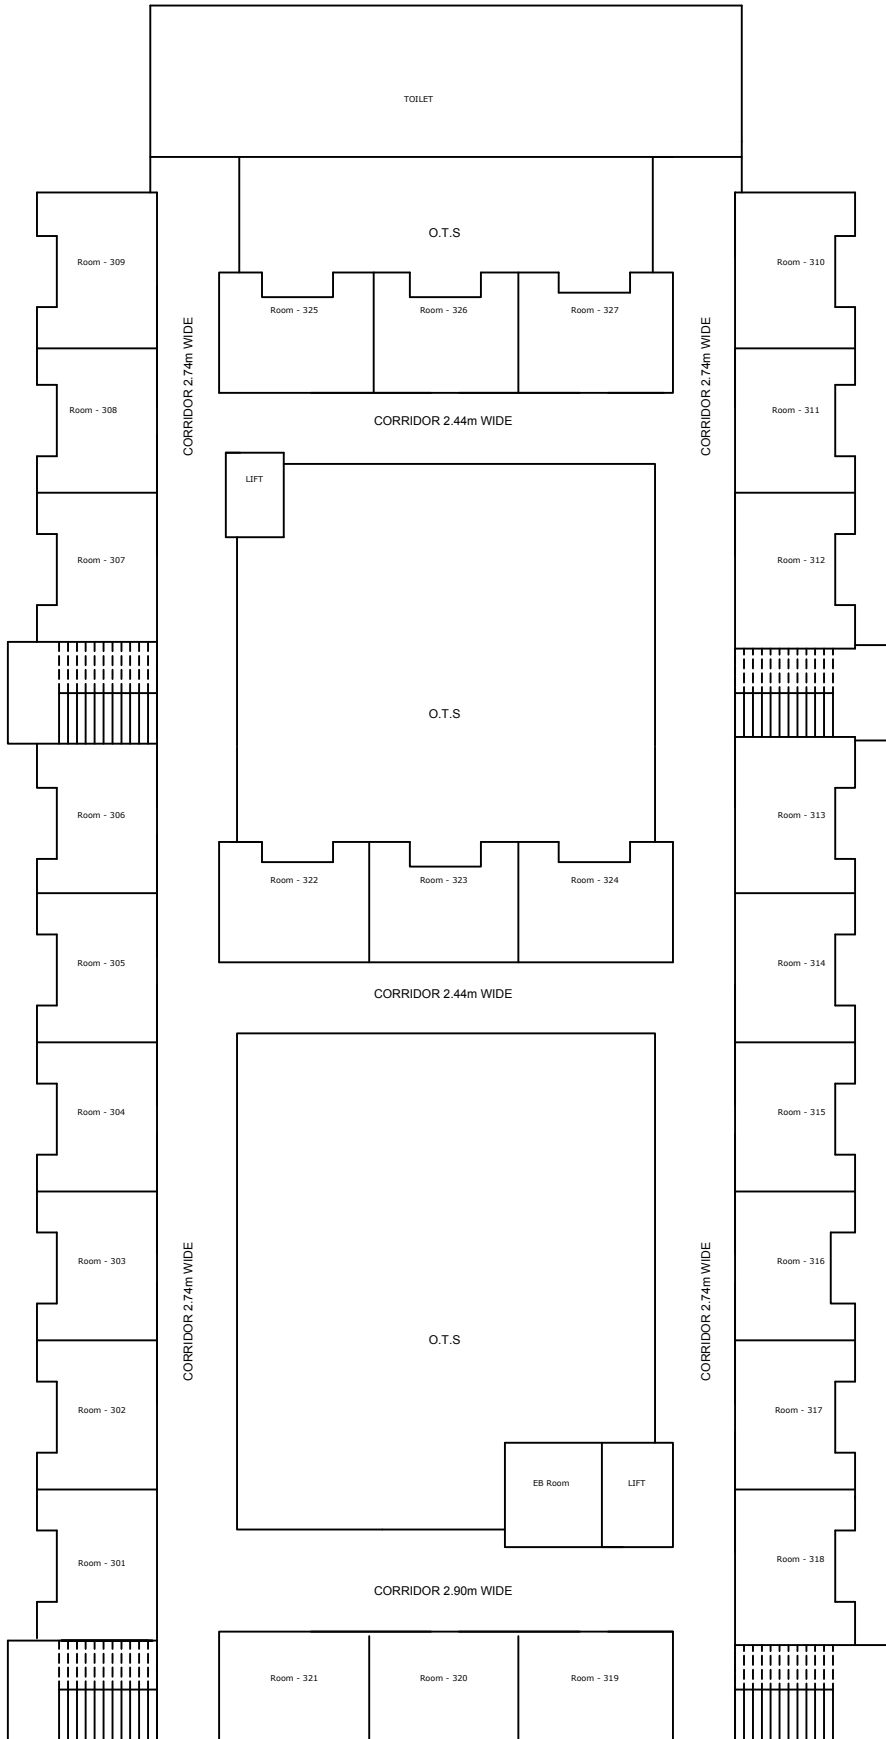 TOILET
O.T.S
Room - 309
Room - 310
Room - 325
Room - 326
Room - 327
CORRIDOR 2.74m WIDE
CORRIDOR 2.74m WIDE
Room - 308
Room - 311
CORRIDOR 2.44m WIDE
LIFT
Room - 307
Room - 312
O.T.S
Room - 306
Room - 313
Room - 322
Room - 323
Room - 324
Room - 305
Room - 314
CORRIDOR 2.44m WIDE
Room - 304
Room - 315
Room - 303
Room - 316
CORRIDOR 2.74m WIDE
CORRIDOR 2.74m WIDE
O.T.S
Room - 302
Room - 317
EB Room
LIFT
Room - 301
Room - 318
CORRIDOR 2.90m WIDE
Room - 321
Room - 320
Room - 319